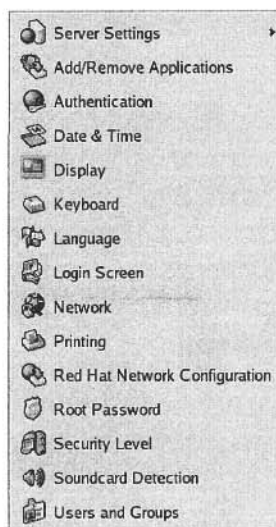 Server Settings
Add/Remove Applications
Authentication
Date & Time
Display
Keyboard
Language
Login Screen
Network
Printing
Red Hat Network Configuration
Root Password
Security Level
Soundcard Detection
Users and Groups